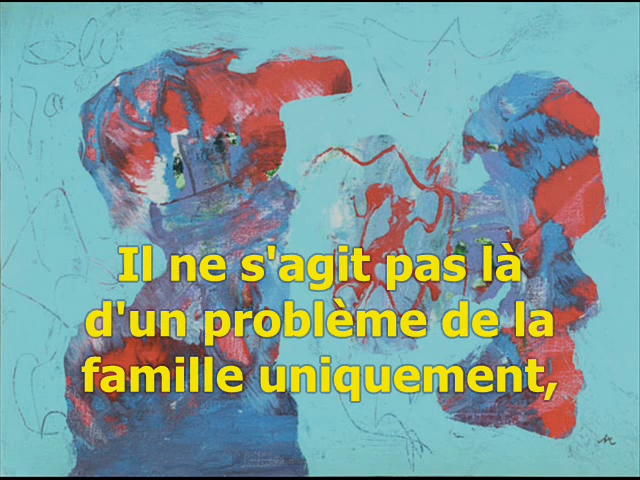 Il ne s'agit pas là
d'un problème de la
famille uniquement,